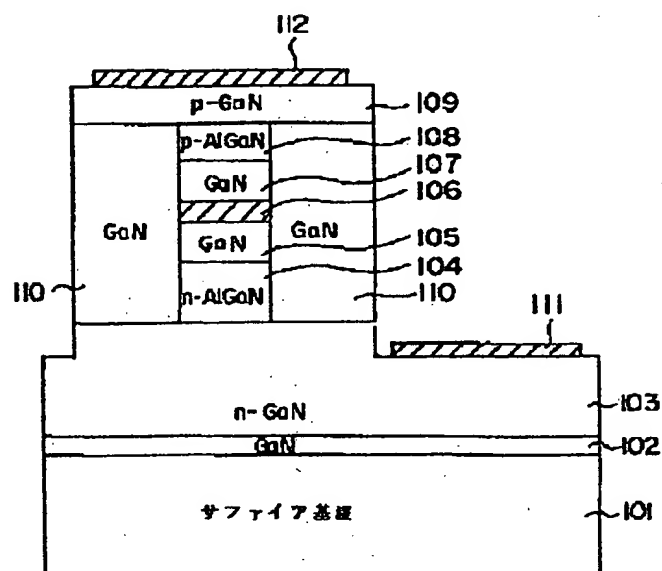 112
p-GaN
109
p-AlGaN
108
GaN
107
106
GaN
GaN
GaN
105
104
110
n-AlGaN
110
111
n-GaN
103
GaN
102
サファイア基板
101